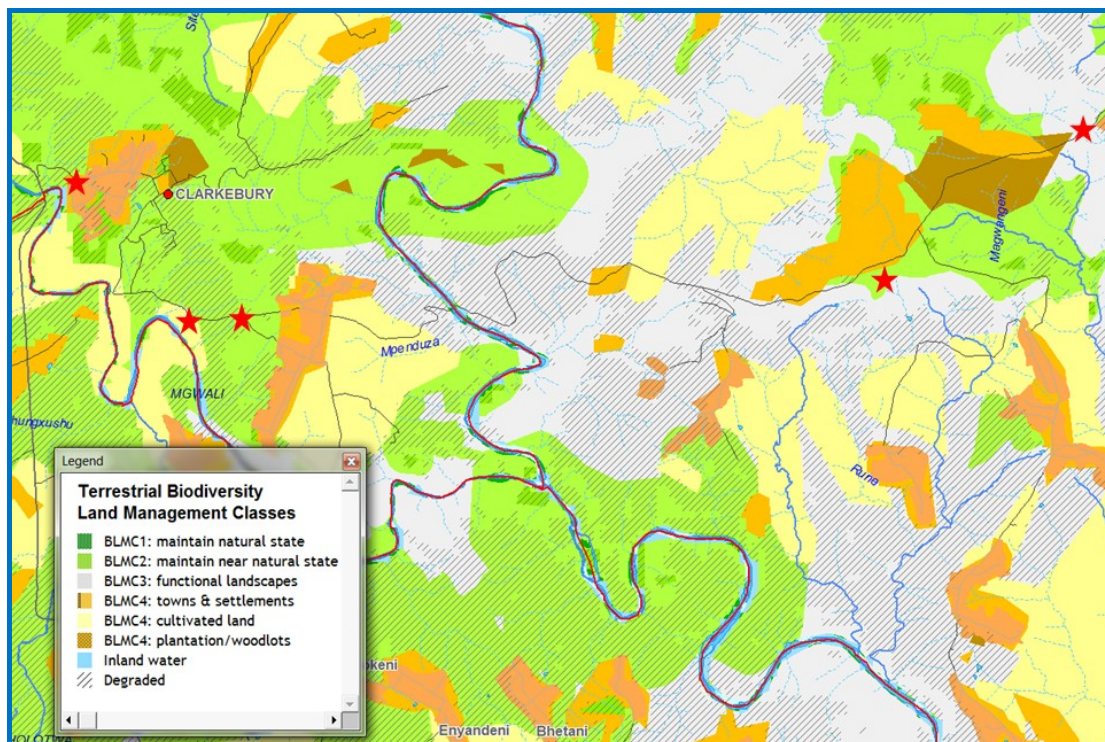 CLARKEBURY
Magwangeni
Mpenduza
MGWALI
hungxushu
Rune
Legend
Terrestrial Biodiversity
Land Management Classes
BLMC1: maintain natural state
BLMC2: maintain near natural state
BLMC3: functional landscapes
BLMC4: towns & settlements
BLMC4: cultivated land
BLMC4: plantation/woodlots
Inland water
Degraded
Enyandeni
Bhetani